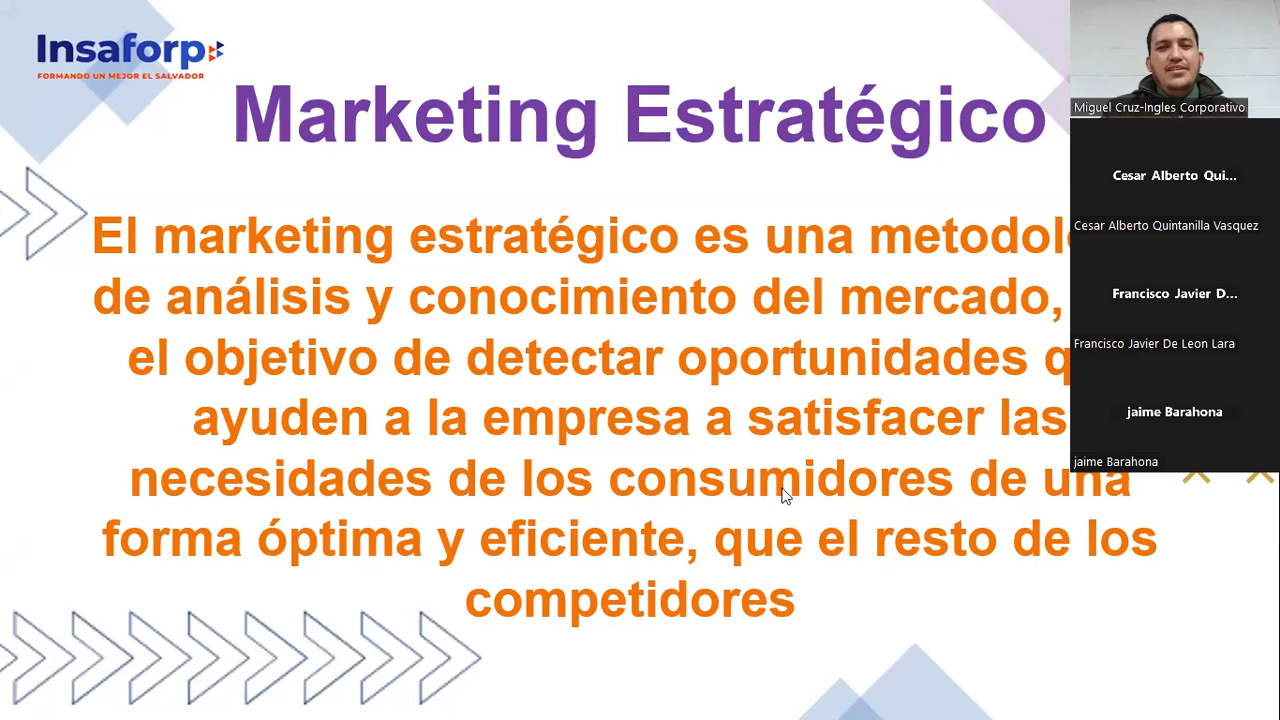 Insaforp
FORMANDO UN MEJOR EL SALVADOR
Marketing Estratégico
El marketing estratégico es una
de análisis y conocimiento del mercado,
el objetivo de detectar oportunidades
ayuden a la empresa a satisfacer las
necesidades de los consumidores de una
forma óptima y eficiente, que el resto de los
competidores
Miguel Cruz-Ingles Corporativo
Cesar Alberto Qui...
Cesar Alberto Quintanilla Vasquez
Francisco Javier D...
Francisco Javier De Leon Lara
jaime Barahona
jaime Barahona